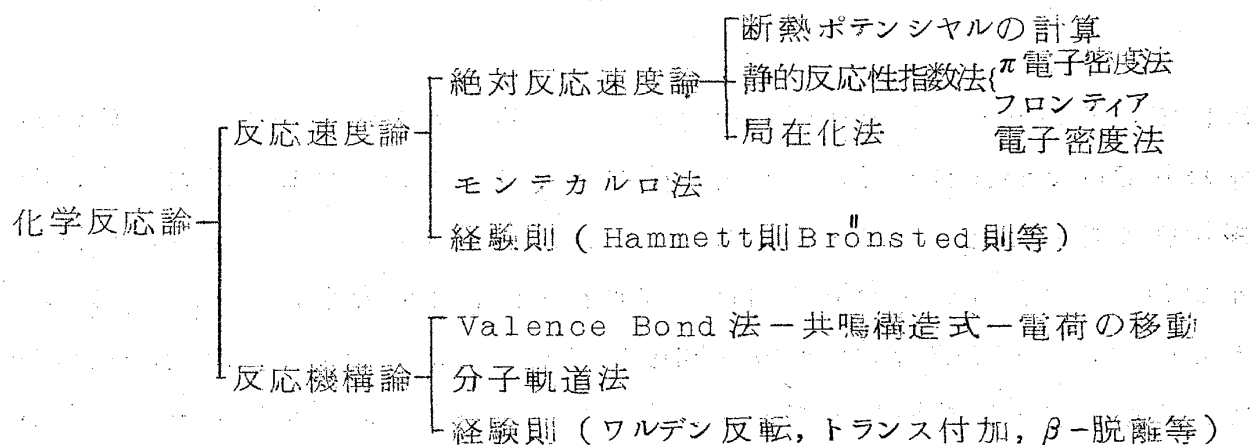 断熱ポテンシヤルの計算
絶対反応速度論 静的反応性指数法{π電子密度法
フロンティア
電子密度法
反応速度論 局在化法
モンテカルロ法
化学反応論
経験則(Hammett則Brönsted則等)
Valence Bond法-共鳴構造式-電荷の移動
反応機構論 分子軌道法
経験則(ワルデン反転,トランス付加,β-脱離等)